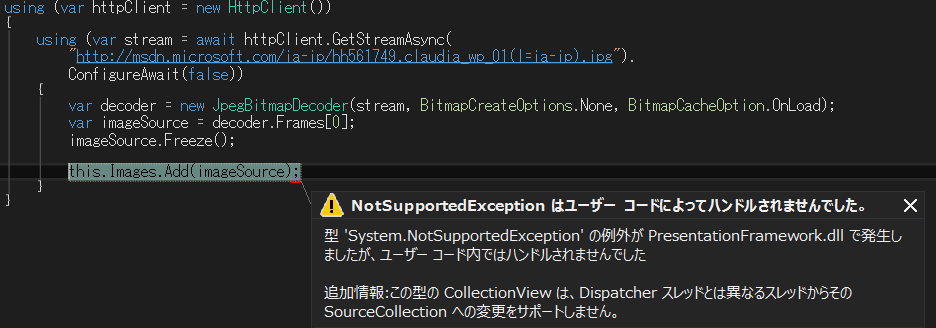 using (var httpClient = new HttpClient())
{
using (var stream = await httpClient.GetStreamAsync(
"http://msdn.microsoft.com/ja-jp/hh561749.claudia_wp_01(l=ja-jp).jpg").
ConfigureAwait(false))
{
var decoder = new JpegBitmapDecoder(stream, BitmapCreateOptions.None, BitmapCacheOption.OnLoad);
var imageSource = decoder.Frames[0];
imageSource.Freeze();
this.Images.Add(imageSource);
}
}
NotSupportedException はユーザー コードによってハンドルされませんでした。
型 'System.NotSupportedException' の例外が PresentationFramework.dll で発生し
ましたが、ユーザー コード内ではハンドルされませんでした
追加情報:この型の CollectionView は、Dispatcher スレッドとは異なるスレッドからその
SourceCollection への変更をサポートしません。